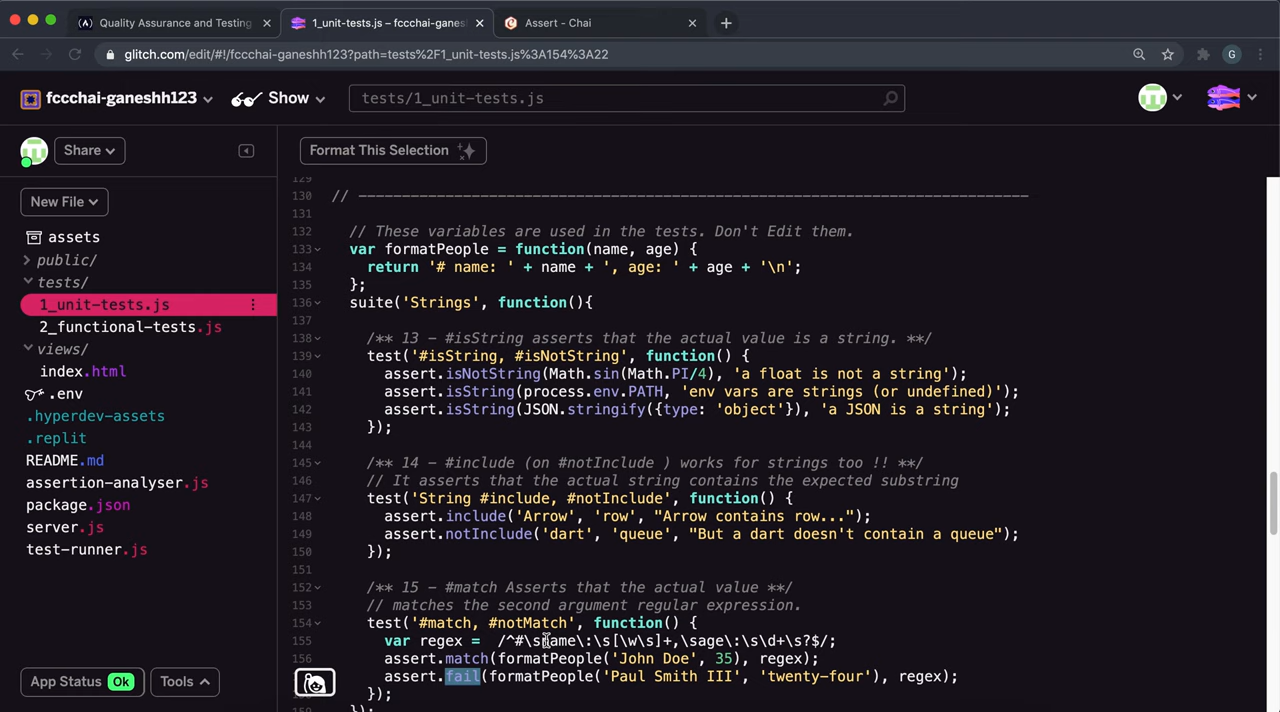 Quality Assurance and Testing
1_unit-tests.js – fccchai-ganesh
Assert - Chai
glitch.com/edit/#!/fccchai-ganeshh123?path=tests%2F1_unit-tests.js%3A154%3A22
G
fccchai-ganeshh123
Show
tests/1_unit-tests.js
Share
Format This Selection
New File
assets
public/
tests/
1_unit-tests.js
2_functional-tests.js
views/
index.html
.env
.hyperdev-assets
.replit
README.md
assertion-analyser.js
package.json
server.js
test-runner.js
App Status Ok
Tools
129
130 // --------------------------------------------------------------------------
131
132 // These variables are used in the tests. Don't Edit them.
133 var formatPeople = function(name, age) {
134 return '# name: ' + name + ', age: ' + age + '\n';
135 };
136 suite('Strings', function(){
137
138 /** 13 - #isString asserts that the actual value is a string. **/
139 test('#isString, #isNotString', function() {
140 assert.isNotString(Math.sin(Math.PI/4), 'a float is not a string');
141 assert.isString(process.env.PATH, 'env vars are strings (or undefined)');
142 assert.isString(JSON.stringify({type: 'object'}), 'a JSON is a string');
143 });
144
145 /** 14 - #include (on #notInclude ) works for strings too !! **/
146 // It asserts that the actual string contains the expected substring
147 test('String #include, #notInclude', function() {
148 assert.include('Arrow', 'row', "Arrow contains row...");
149 assert.notInclude('dart', 'queue', "But a dart doesn't contain a queue");
150 });
151
152 /** 15 - #match Asserts that the actual value **/
153 // matches the second argument regular expression.
154 test('#match, #notMatch', function() {
155 var regex = /^#\sname\:\s[\w\s]+,\sage\:\s\d+\s?$/;
156 assert.match(formatPeople('John Doe', 35), regex);
assert.fail(formatPeople('Paul Smith III', 'twenty-four'), regex);
});
159 });